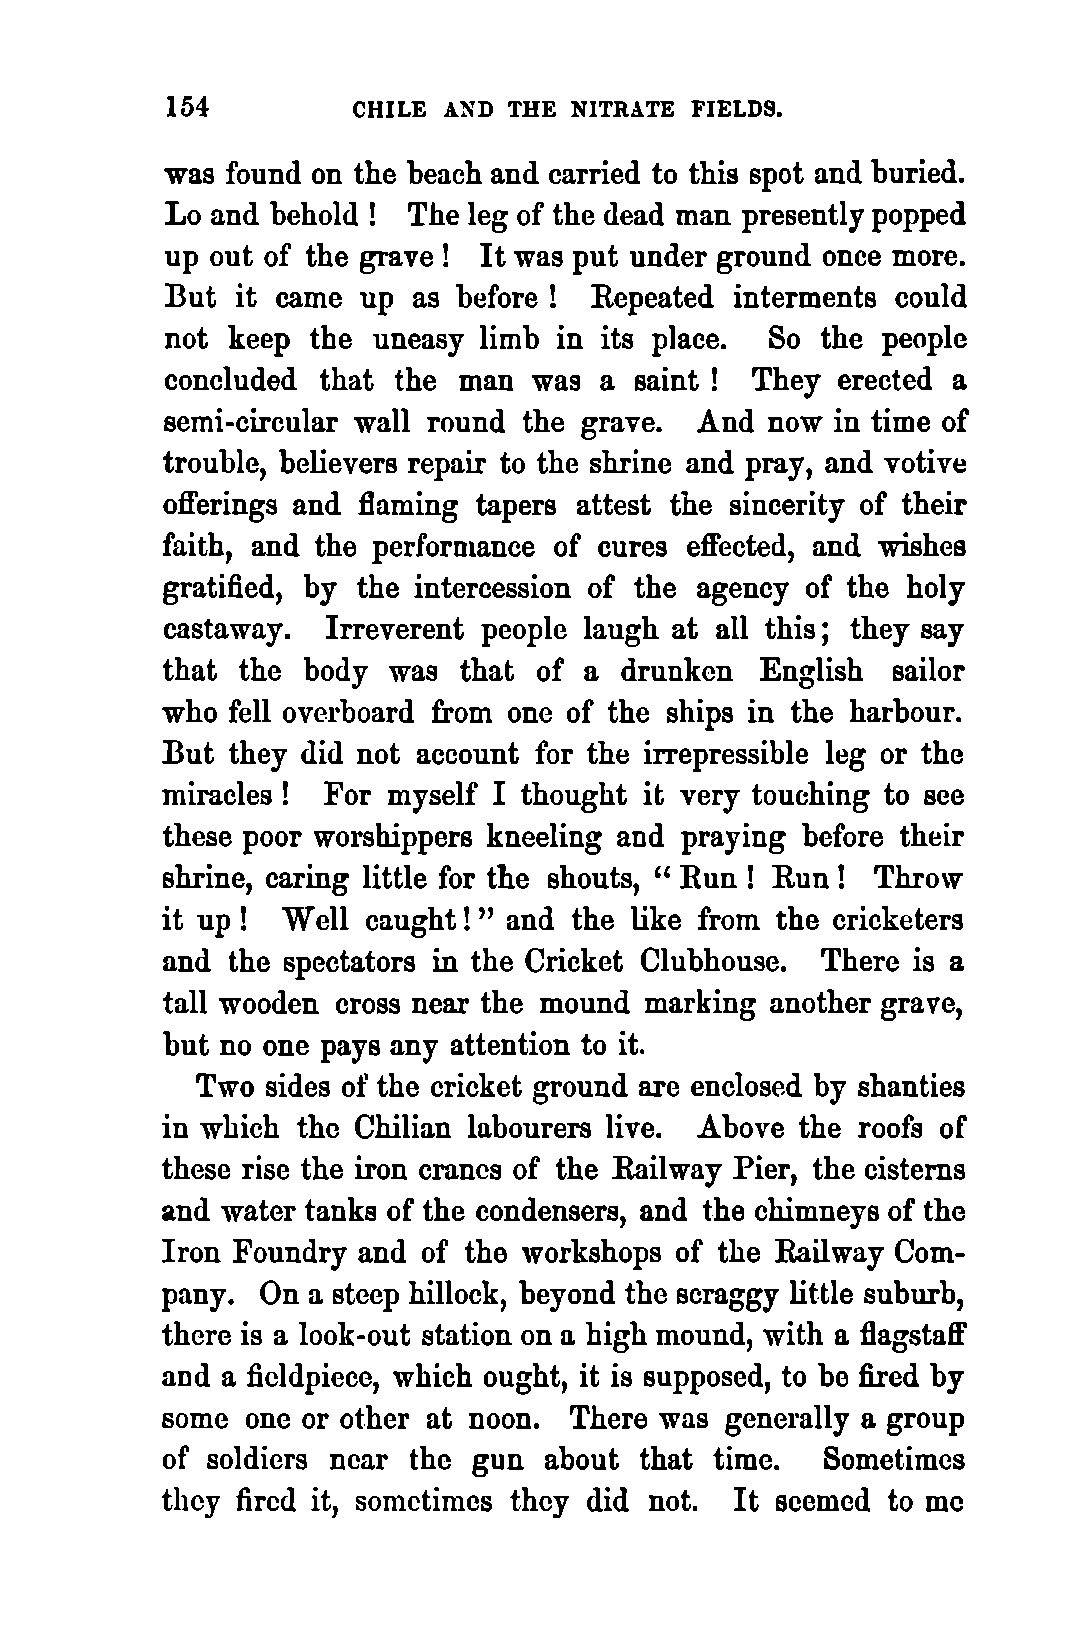 154 CHILE AND THE NITRATE FIELDS.
was found on the beach and carried to this spot and buried.
Lo and behold ! The leg of the dead man presently popped
up out of the grave ! It was put under ground once more.
But it came up as before ! Repeated interments could
not keep the uneasy limb in its place. So the people
concluded that the man was a saint ! They erected a
semi-circular wall round the grave. And now in time of
trouble, believers repair to the shrine and pray, and votive
offerings and flaming tapers attest the sincerity of their
faith, and the performance of cures effected, and wishes
gratified, by the intercession of the agency of the holy
castaway. Irreverent people laugh at all this; they say
that the body was that of a drunken English sailor
who fell overboard from one of the ships in the harbour.
But they did not account for the irrepressible leg or the
miracles ! For myself I thought it very touching to see
these poor worshippers kneeling and praying before their
shrine, caring little for the shouts, “ Run ! Run ! Throw
it up ! Well caught! ” and the like from the cricketers
and the spectators in the Cricket Clubhouse. There is a
tall wooden cross near the mound marking another grave,
but no one pays any attention to it.
Two sides of the cricket ground are enclosed by shanties
in which the Chilian labourers live. Above the roofs of
these rise the iron cranes of the Railway Pier, the cisterns
and water tanks of the condensers, and the chimneys of the
Iron Foundry and of the workshops of the Railway Com-
pany. On a steep hillock, beyond the scraggy little suburb,
there is a look-out station on a high mound, with a flagstaff
and a fieldpiece, which ought, it is supposed, to be fired by
some one or other at noon. There was generally a group
of soldiers near the gun about that time. Sometimes
they fired it, sometimes they did not. It seemed to me